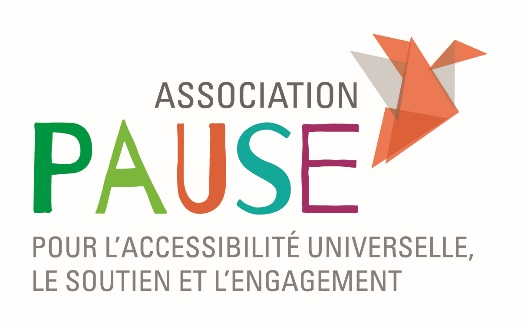 ASSOCIATION
PAUSE
POUR L'ACCESSIBILITÉ UNIVERSELLE,
LE SOUTIEN ET L'ENGAGEMENT